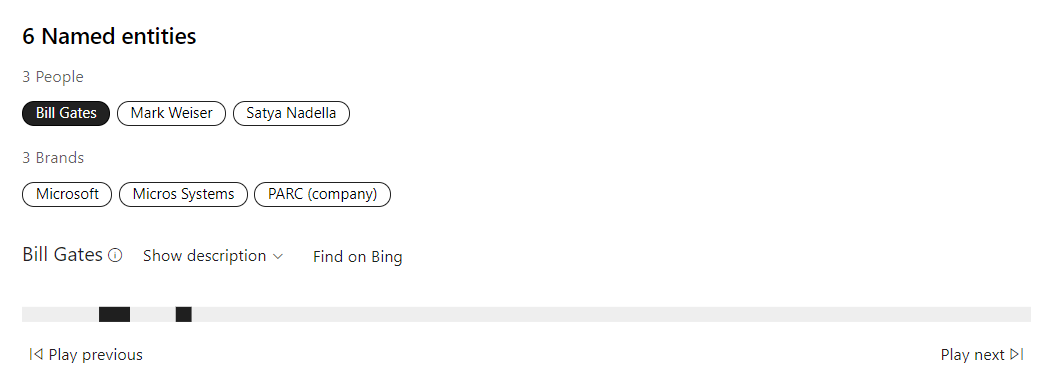 6 Named entities
3 People
Bill Gates Mark Weiser Satya Nadella
3 Brands
Microsoft Micros Systems PARC (company)
Bill Gates Show description Find on Bing
Play previous Play next